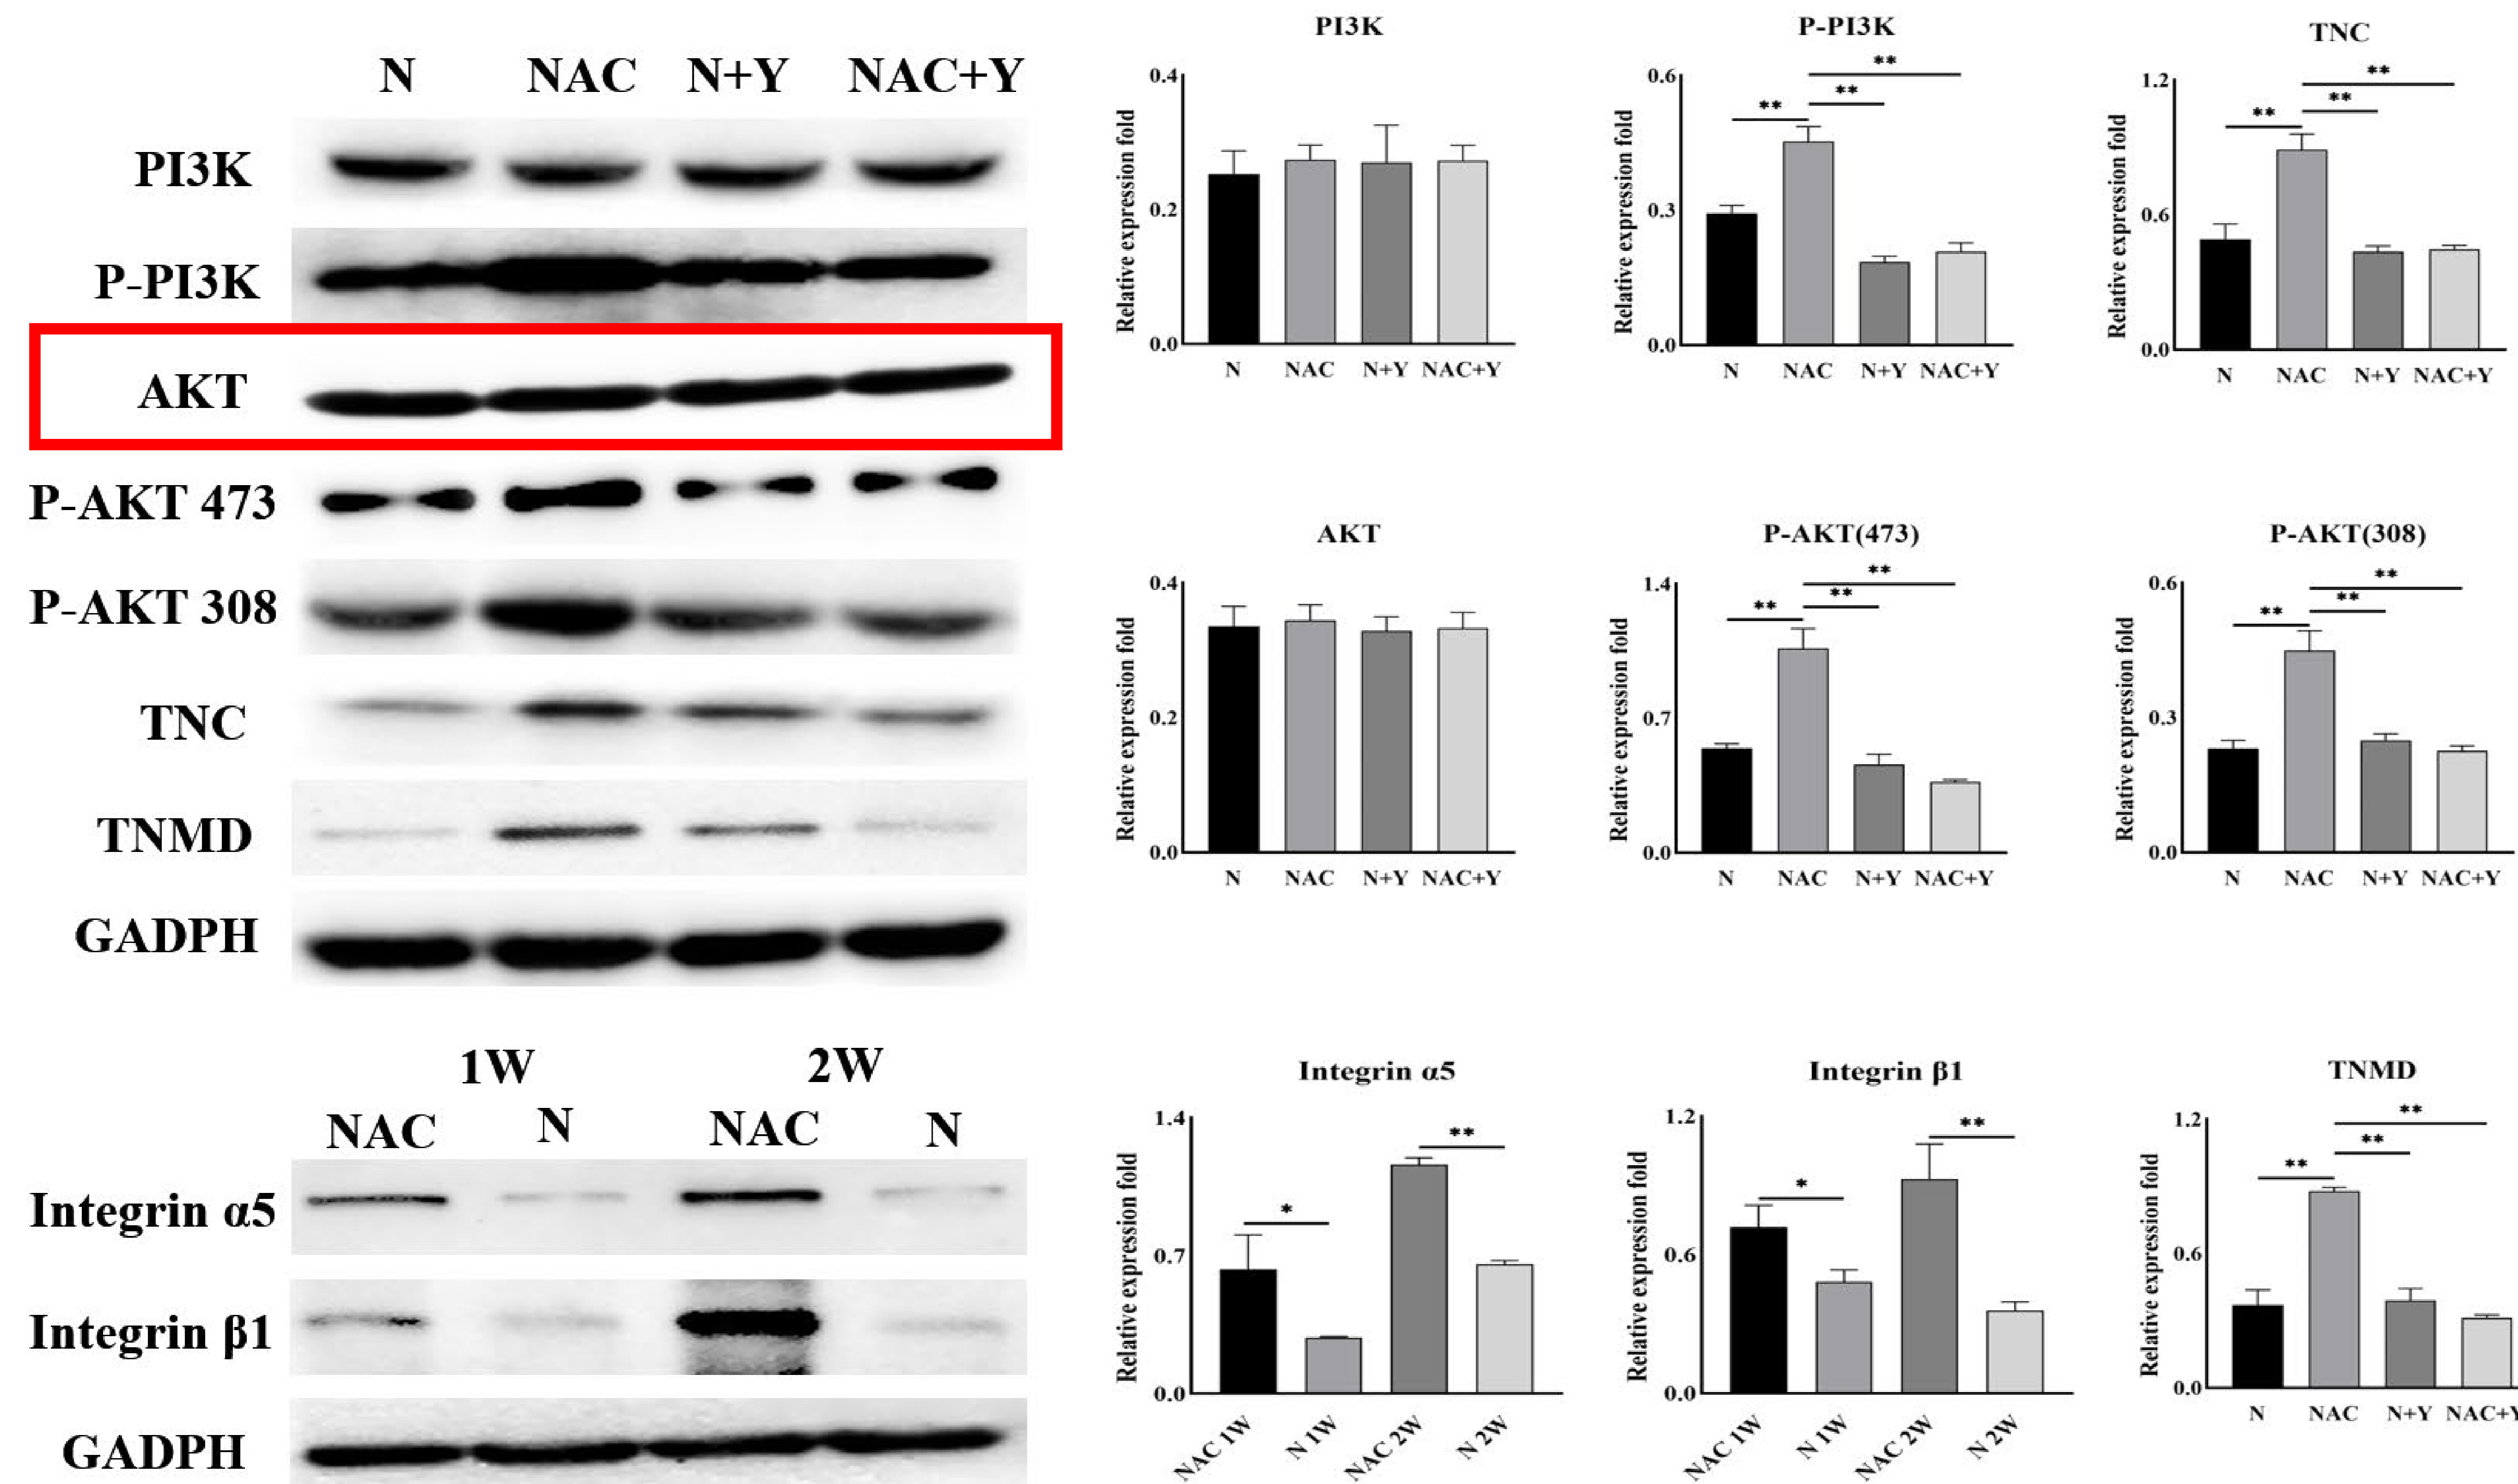 N NAC N+Y NAC+Y
PI3K
P-PI3K
AKT
P-AKT 473
P-AKT 308
TNC
TNMD
GADPH
1W 2W
NAC N NAC N
Integrin α5
Integrin β1
GADPH
PI3K
Relative expression fold
0.4
0.2
0.0
N NAC N+Y NAC+Y
P-PI3K
Relative expression fold
0.6
0.3
0.0
** ** **
N NAC N+Y NAC+Y
TNC
Relative expression fold
1.2
0.6
0.0
** ** **
N NAC N+Y NAC+Y
AKT
Relative expression fold
0.4
0.2
0.0
N NAC N+Y NAC+Y
P-AKT(473)
Relative expression fold
1.4
0.7
0.0
** ** **
N NAC N+Y NAC+Y
P-AKT(308)
Relative expression fold
0.6
0.3
0.0
** ** **
N NAC N+Y NAC+Y
Integrin α5
Relative expression fold
1.4
0.7
0.0
* **
NAC 1W N 1W NAC 2W N 2W
Integrin β1
Relative expression fold
1.2
0.6
0.0
* **
NAC 1W N 1W NAC 2W N 2W
TNMD
Relative expression fold
1.2
0.6
0.0
** ** **
N NAC N+Y NAC+Y